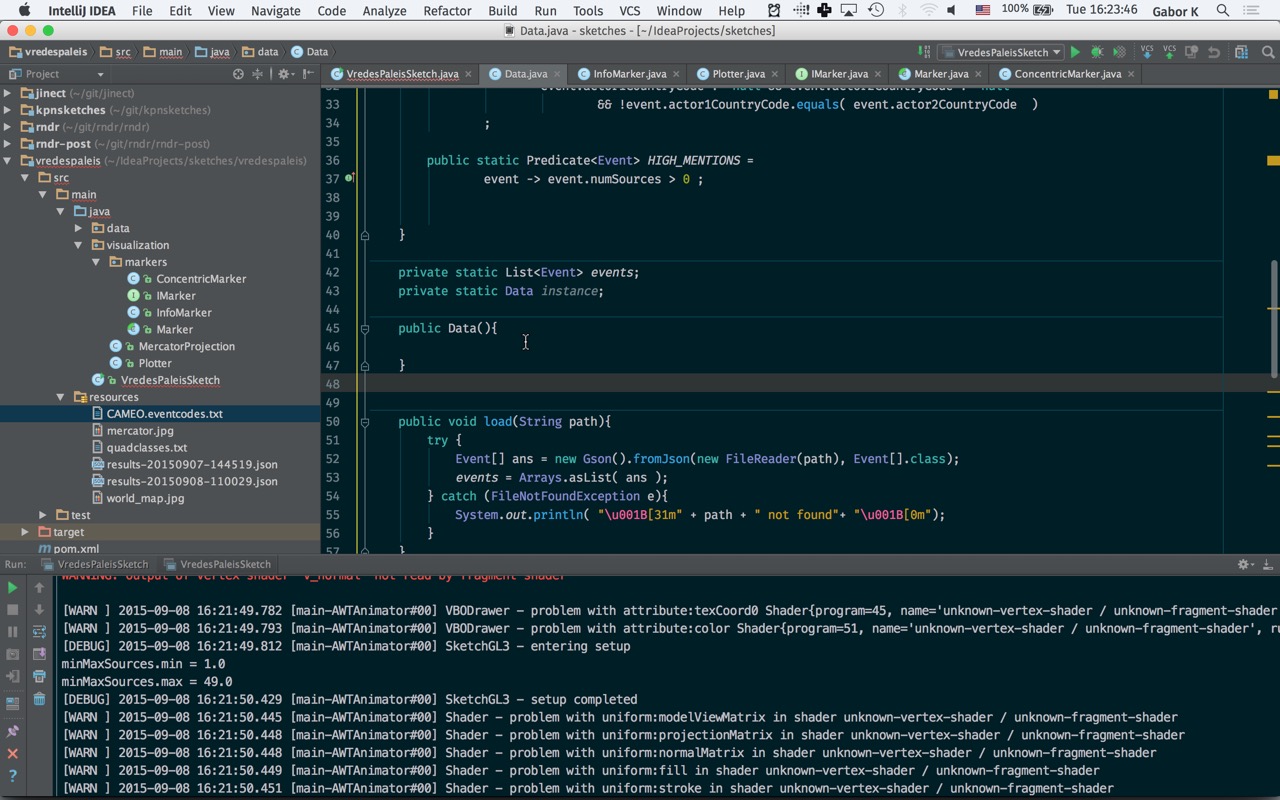 IntelliJ IDEA File Edit View Navigate Code Analyze Refactor Build Run Tools VCS Window Help 100% Tue 16:23:46 Gabor K
Data.java - sketches - [~/IdeaProjects/sketches]
vredespaleis src main java data Data VredesPaleisSketch VCS VCS
Project VredesPaleisSketch.java Data.java InfoMarker.java Plotter.java IMarker.java Marker.java ConcentricMarker.java
jinect (~/git/jinect)
kpnsketches (~/git/kpnsketches)
rndr (~/git/rndr/rndr)
rndr-post (~/git/rndr/rndr-post)
vredespaleis (~/IdeaProjects/sketches/vredespaleis)
src
main
java
data
visualization
markers
ConcentricMarker
IMarker
InfoMarker
Marker
MercatorProjection
Plotter
VredesPaleisSketch
resources
CAMEO.eventcodes.txt
mercator.jpg
quadclasses.txt
results-20150907-144519.json
results-20150908-110029.json
world_map.jpg
test
target
pom.xml
33 && !event.actor1CountryCode.equals( event.actor2CountryCode )
34 ;
35
36 public static Predicate<Event> HIGH_MENTIONS =
37 event -> event.numSources > 0 ;
38
39
40 }
41
42 private static List<Event> events;
43 private static Data instance;
44
45 public Data(){
46
47 }
48
49
50 public void load(String path){
51 try {
52 Event[] ans = new Gson().fromJson(new FileReader(path), Event[].class);
53 events = Arrays.asList( ans );
54 } catch (FileNotFoundException e){
55 System.out.println( "\u001B[31m" + path + " not found"+ "\u001B[0m");
56 }
57 }
Run: VredesPaleisSketch VredesPaleisSketch
WARNING: Output of vertex shader 'v_normal' not read by fragment shader
[WARN ] 2015-09-08 16:21:49.782 [main-AWTAnimator#00] VBODrawer - problem with attribute:texCoord0 Shader{program=45, name='unknown-vertex-shader / unknown-fragment-shader
[WARN ] 2015-09-08 16:21:49.793 [main-AWTAnimator#00] VBODrawer - problem with attribute:color Shader{program=51, name='unknown-vertex-shader / unknown-fragment-shader', ru
[DEBUG] 2015-09-08 16:21:49.812 [main-AWTAnimator#00] SketchGL3 - entering setup
minMaxSources.min = 1.0
minMaxSources.max = 49.0
[DEBUG] 2015-09-08 16:21:50.429 [main-AWTAnimator#00] SketchGL3 - setup completed
[WARN ] 2015-09-08 16:21:50.445 [main-AWTAnimator#00] Shader - problem with uniform:modelViewMatrix in shader unknown-vertex-shader / unknown-fragment-shader
[WARN ] 2015-09-08 16:21:50.448 [main-AWTAnimator#00] Shader - problem with uniform:projectionMatrix in shader unknown-vertex-shader / unknown-fragment-shader
[WARN ] 2015-09-08 16:21:50.448 [main-AWTAnimator#00] Shader - problem with uniform:normalMatrix in shader unknown-vertex-shader / unknown-fragment-shader
[WARN ] 2015-09-08 16:21:50.449 [main-AWTAnimator#00] Shader - problem with uniform:fill in shader unknown-vertex-shader / unknown-fragment-shader
[WARN ] 2015-09-08 16:21:50.451 [main-AWTAnimator#00] Shader - problem with uniform:stroke in shader unknown-vertex-shader / unknown-fragment-shader